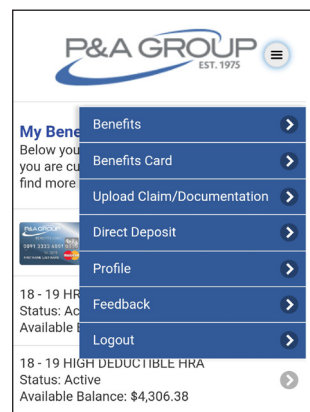 P&A GROUP
EST. 1975
My Bene
Below you
you are cu
find more
Benefits
Benefits Card
Upload Claim/Documentation
Direct Deposit
Profile
Feedback
Logout
P&A GROUP
18 - 19 HR
Status: Ac
Available B
18 - 19 HIGH DEDUCTIBLE HRA
Status: Active
Available Balance: $4,306.38